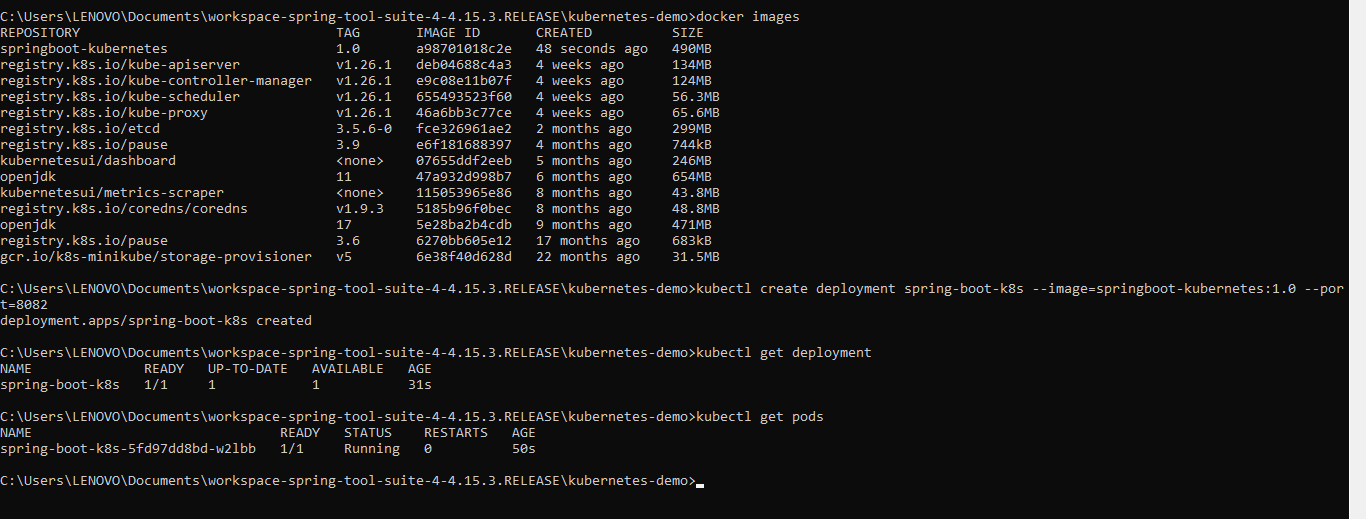 C:\Users\LENOVO\Documents\workspace-spring-tool-suite-4-4.15.3.RELEASE\kubernetes-demo>docker images
REPOSITORY TAG IMAGE ID CREATED SIZE
springboot-kubernetes 1.0 a98701018c2e 48 seconds ago 490MB
registry.k8s.io/kube-apiserver v1.26.1 deb04688c4a3 4 weeks ago 134MB
registry.k8s.io/kube-controller-manager v1.26.1 e9c08e11b07f 4 weeks ago 124MB
registry.k8s.io/kube-scheduler v1.26.1 655493523f60 4 weeks ago 56.3MB
registry.k8s.io/kube-proxy v1.26.1 46a6bb3c77ce 4 weeks ago 65.6MB
registry.k8s.io/etcd 3.5.6-0 fce326961ae2 2 months ago 299MB
registry.k8s.io/pause 3.9 e6f181688397 4 months ago 744kB
kubernetesui/dashboard <none> 07655ddf2eeb 5 months ago 246MB
openjdk 11 47a932d998b7 6 months ago 654MB
kubernetesui/metrics-scraper <none> 115053965e86 8 months ago 43.8MB
registry.k8s.io/coredns/coredns v1.9.3 5185b96f0bec 8 months ago 48.8MB
openjdk 17 5e28ba2b4cdb 9 months ago 471MB
registry.k8s.io/pause 3.6 6270bb605e12 17 months ago 683kB
gcr.io/k8s-minikube/storage-provisioner v5 6e38f40d628d 22 months ago 31.5MB
C:\Users\LENOVO\Documents\workspace-spring-tool-suite-4-4.15.3.RELEASE\kubernetes-demo>kubectl create deployment spring-boot-k8s --image=springboot-kubernetes:1.0 --por
t=8082
deployment.apps/spring-boot-k8s created
C:\Users\LENOVO\Documents\workspace-spring-tool-suite-4-4.15.3.RELEASE\kubernetes-demo>kubectl get deployment
NAME READY UP-TO-DATE AVAILABLE AGE
spring-boot-k8s 1/1 1 1 31s
C:\Users\LENOVO\Documents\workspace-spring-tool-suite-4-4.15.3.RELEASE\kubernetes-demo>kubectl get pods
NAME READY STATUS RESTARTS AGE
spring-boot-k8s-5fd97dd8bd-w2lbb 1/1 Running 0 50s
C:\Users\LENOVO\Documents\workspace-spring-tool-suite-4-4.15.3.RELEASE\kubernetes-demo>